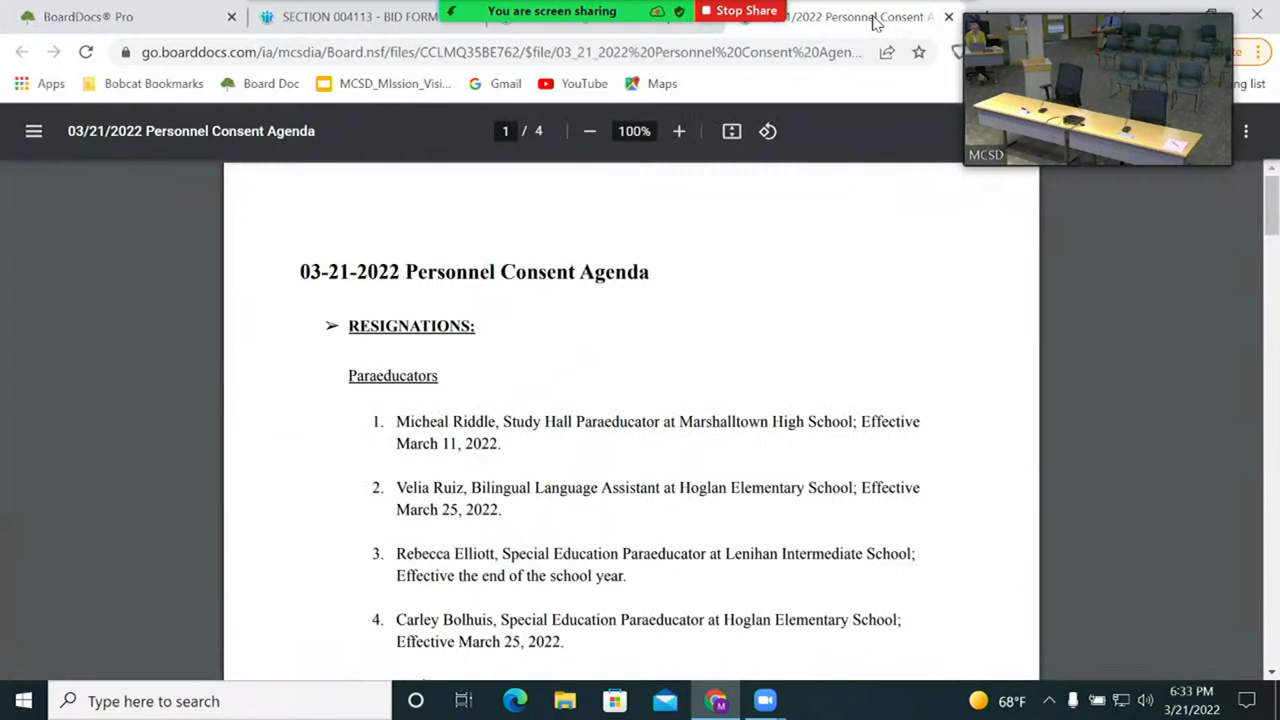 BoardDocs® Pro
SECTION 004113 - BID FORM
You are screen sharing
Stop Share
1/2022 Personnel Consent A
go.boarddocs.com/ia/mcsdia/Board.nsf/files/CCLMQ35BE762/$file/03_21_2022%20Personnel%20Consent%20Agen...
Apps
Bobcat Bookmarks
Board Doc
MCSD_MIssion_Visi...
Gmail
YouTube
Maps
ng list
MCSD
03/21/2022 Personnel Consent Agenda
1 / 4
100%
03-21-2022 Personnel Consent Agenda
➢ RESIGNATIONS:
Paraeducators
1. Micheal Riddle, Study Hall Paraeducator at Marshalltown High School; Effective
March 11, 2022.
2. Velia Ruiz, Bilingual Language Assistant at Hoglan Elementary School; Effective
March 25, 2022.
3. Rebecca Elliott, Special Education Paraeducator at Lenihan Intermediate School;
Effective the end of the school year.
4. Carley Bolhuis, Special Education Paraeducator at Hoglan Elementary School;
Effective March 25, 2022.
Type here to search
68°F
6:33 PM
3/21/2022